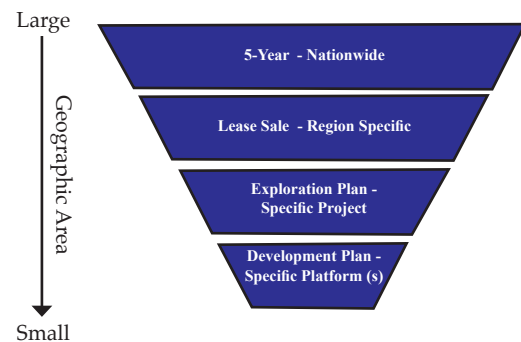 Large
5-Year - Nationwide
Lease Sale - Region Specific
Geographic Area
Exploration Plan -
Specific Project
Development Plan -
Specific Platform (s)
Small